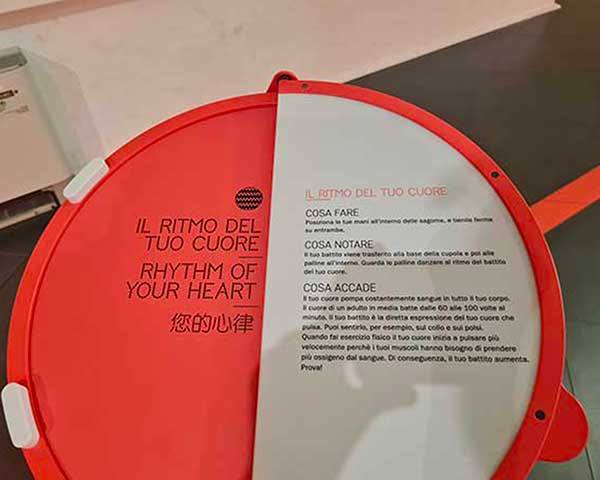 IL RITMO DEL
TUO CUORE
RHYTHM OF
YOUR HEART
您的心律
IL RITMO DEL TUO CUORE
COSA FARE
Posiziona le tue mani all'interno delle sagome, e tienile ferme
su entrambe.
COSA NOTARE
Il tuo battito viene trasferito alla base della cupola e poi alle
palline all'interno. Guarda le palline danzare al ritmo del battito
del tuo cuore.
COSA ACCADE
Il tuo cuore pompa costantemente sangue in tutto il tuo corpo.
Il cuore di un adulto in media batte dalle 60 alle 100 volte al
minuto. Il tuo battito è la diretta espressione del tuo cuore che
pulsa. Puoi sentirlo, per esempio, sul collo e sui polsi.
Quando fai esercizio fisico il tuo cuore inizia a pulsare più
velocemente perchè i tuoi muscoli hanno bisogno di prendere
più ossigeno dal sangue. Di conseguenza, il tuo battito aumenta.
Prova!